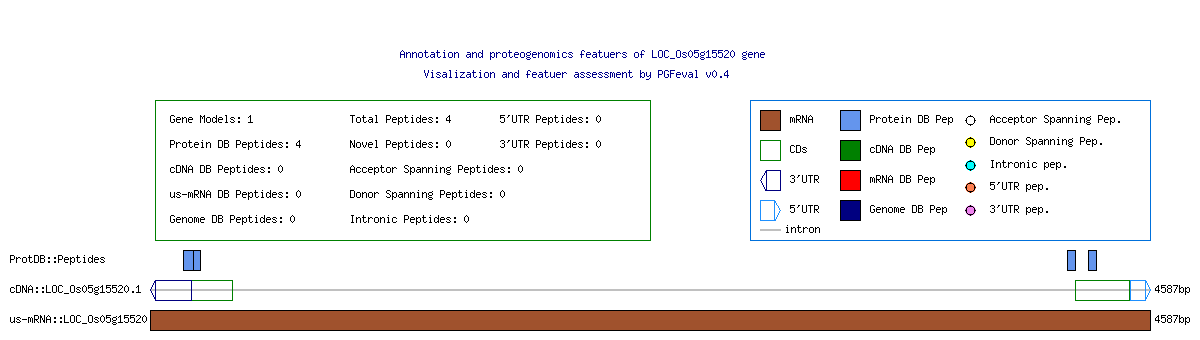 Annotation and proteogenomics featuers of LOC_Os05g15520 gene
Visalization and featuer assessment by PGFeval v0.4
Gene Models: 1 Total Peptides: 4 5'UTR Peptides: 0
Protein DB Peptides: 4 Novel Peptides: 0 3'UTR Peptides: 0
cDNA DB Peptides: 0 Acceptor Spanning Peptides: 0
us-mRNA DB Peptides: 0 Donor Spanning Peptides: 0
Genome DB Peptides: 0 Intronic Peptides: 0
mRNA Protein DB Pep Acceptor Spanning Pep.
CDs cDNA DB Pep Donor Spanning Pep.
3'UTR mRNA DB Pep Intronic pep.
5'UTR Genome DB Pep 5'UTR pep.
intron 3'UTR pep.
ProtDB::Peptides
cDNA::LOC_Os05g15520.1 4587bp
us-mRNA::LOC_Os05g15520 4587bp